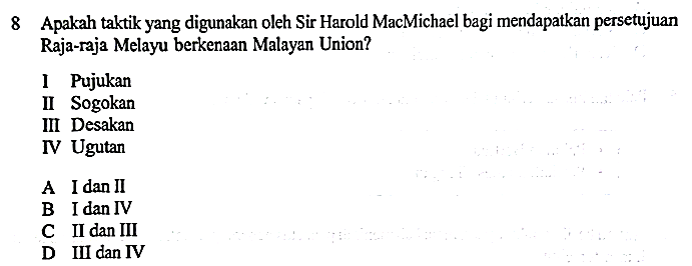 8 Apakah taktik yang digunakan oleh Sir Harold MacMichael bagi mendapatkan persetujuan
Raja-raja Melayu berkenaan Malayan Union?
I Pujukan
II Sogokan
III Desakan
IV Ugutan
A I dan II
B I dan IV
C II dan III
D III dan IV